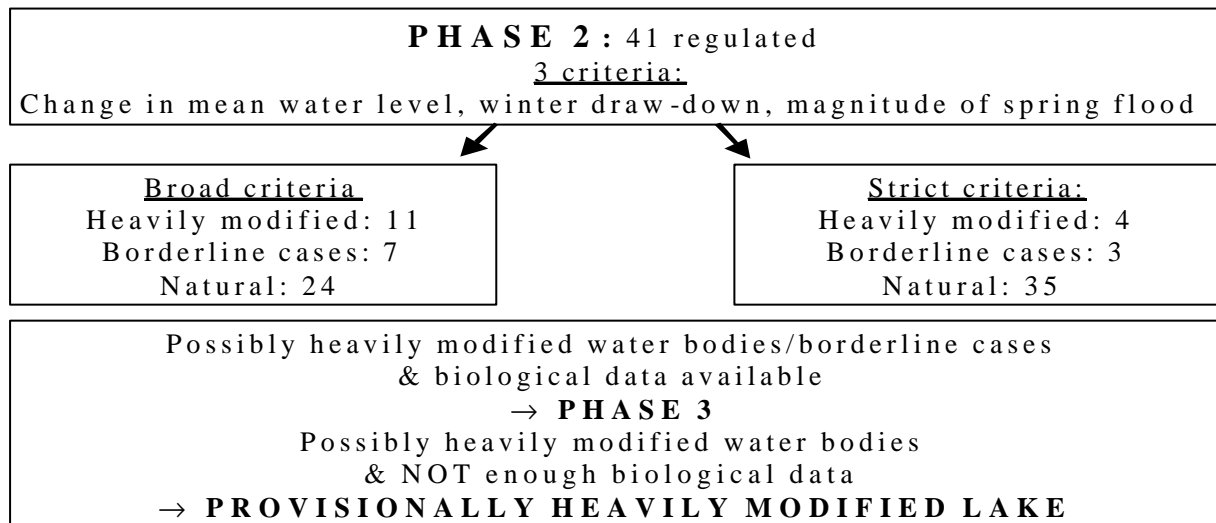 PHASE 2: 41 regulated
3 criteria:
Change in mean water level, winter draw-down, magnitude of spring flood
Broad criteria
Heavily modified: 11
Borderline cases: 7
Natural: 24
Strict criteria:
Heavily modified: 4
Borderline cases: 3
Natural: 35
Possibly heavily modified water bodies/borderline cases
& biological data available
→ PHASE 3
Possibly heavily modified water bodies
& NOT enough biological data
→ PROVISIONALLY HEAVILY MODIFIED LAKE